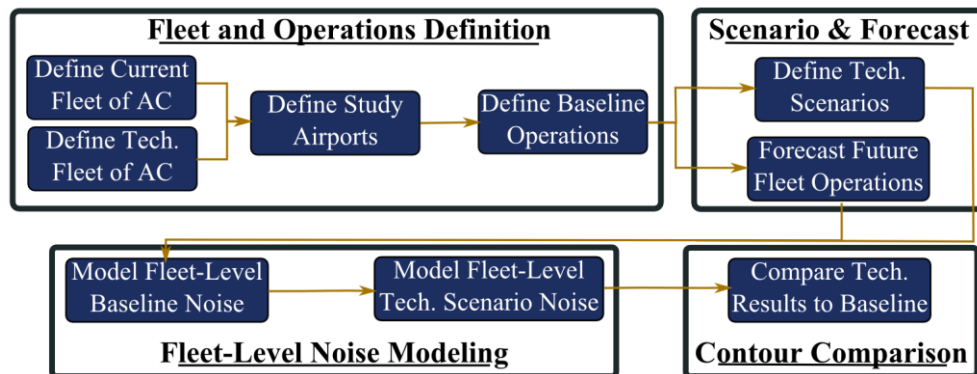 Fleet and Operations Definition
Define Current
Fleet of AC
Define Tech.
Fleet of AC
Define Study
Airports
Define Baseline
Operations
Scenario & Forecast
Define Tech.
Scenarios
Forecast Future
Fleet Operations
Model Fleet-Level
Baseline Noise
Model Fleet-Level
Tech. Scenario Noise
Fleet-Level Noise Modeling
Compare Tech.
Results to Baseline
Contour Comparison